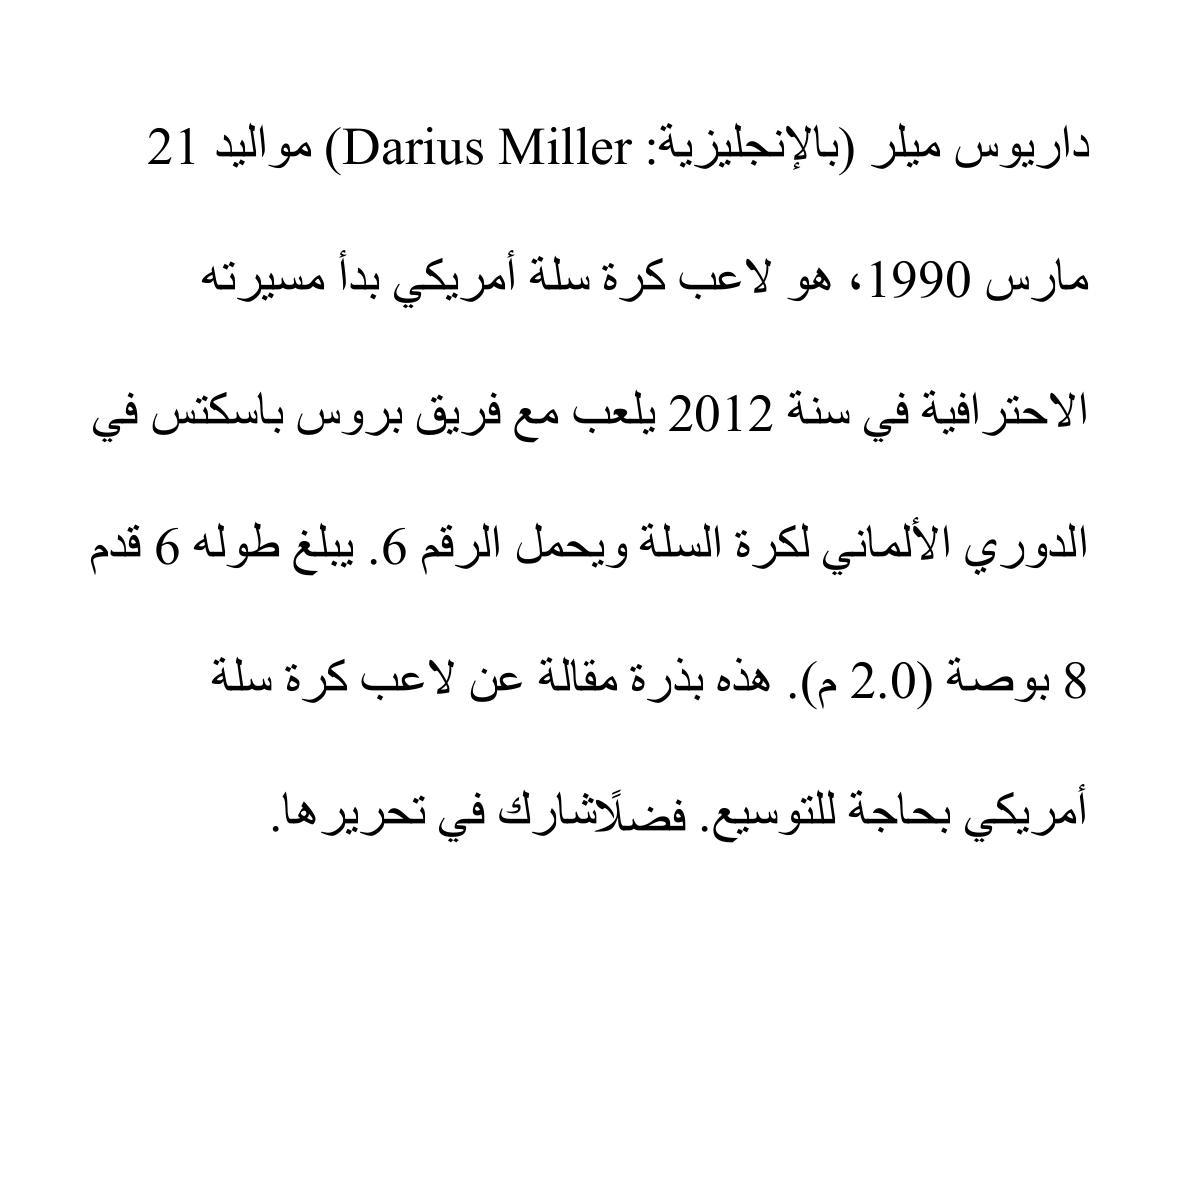 داريوس ميلر (بالإنجليزية: Darius Miller) مواليد 21
مارس 1990، هو لاعب كرة سلة أمريكي بدأ مسيرته
الاحترافية في سنة 2012 يلعب مع فريق بروس باسكتس في
الدوري الألماني لكرة السلة ويحمل الرقم 6. يبلغ طوله 6 قدم
8 بوصة (2.0 م). هذه بذرة مقالة عن لاعب كرة سلة
أمريكي بحاجة للتوسيع. فضلًاشارك في تحريرها.